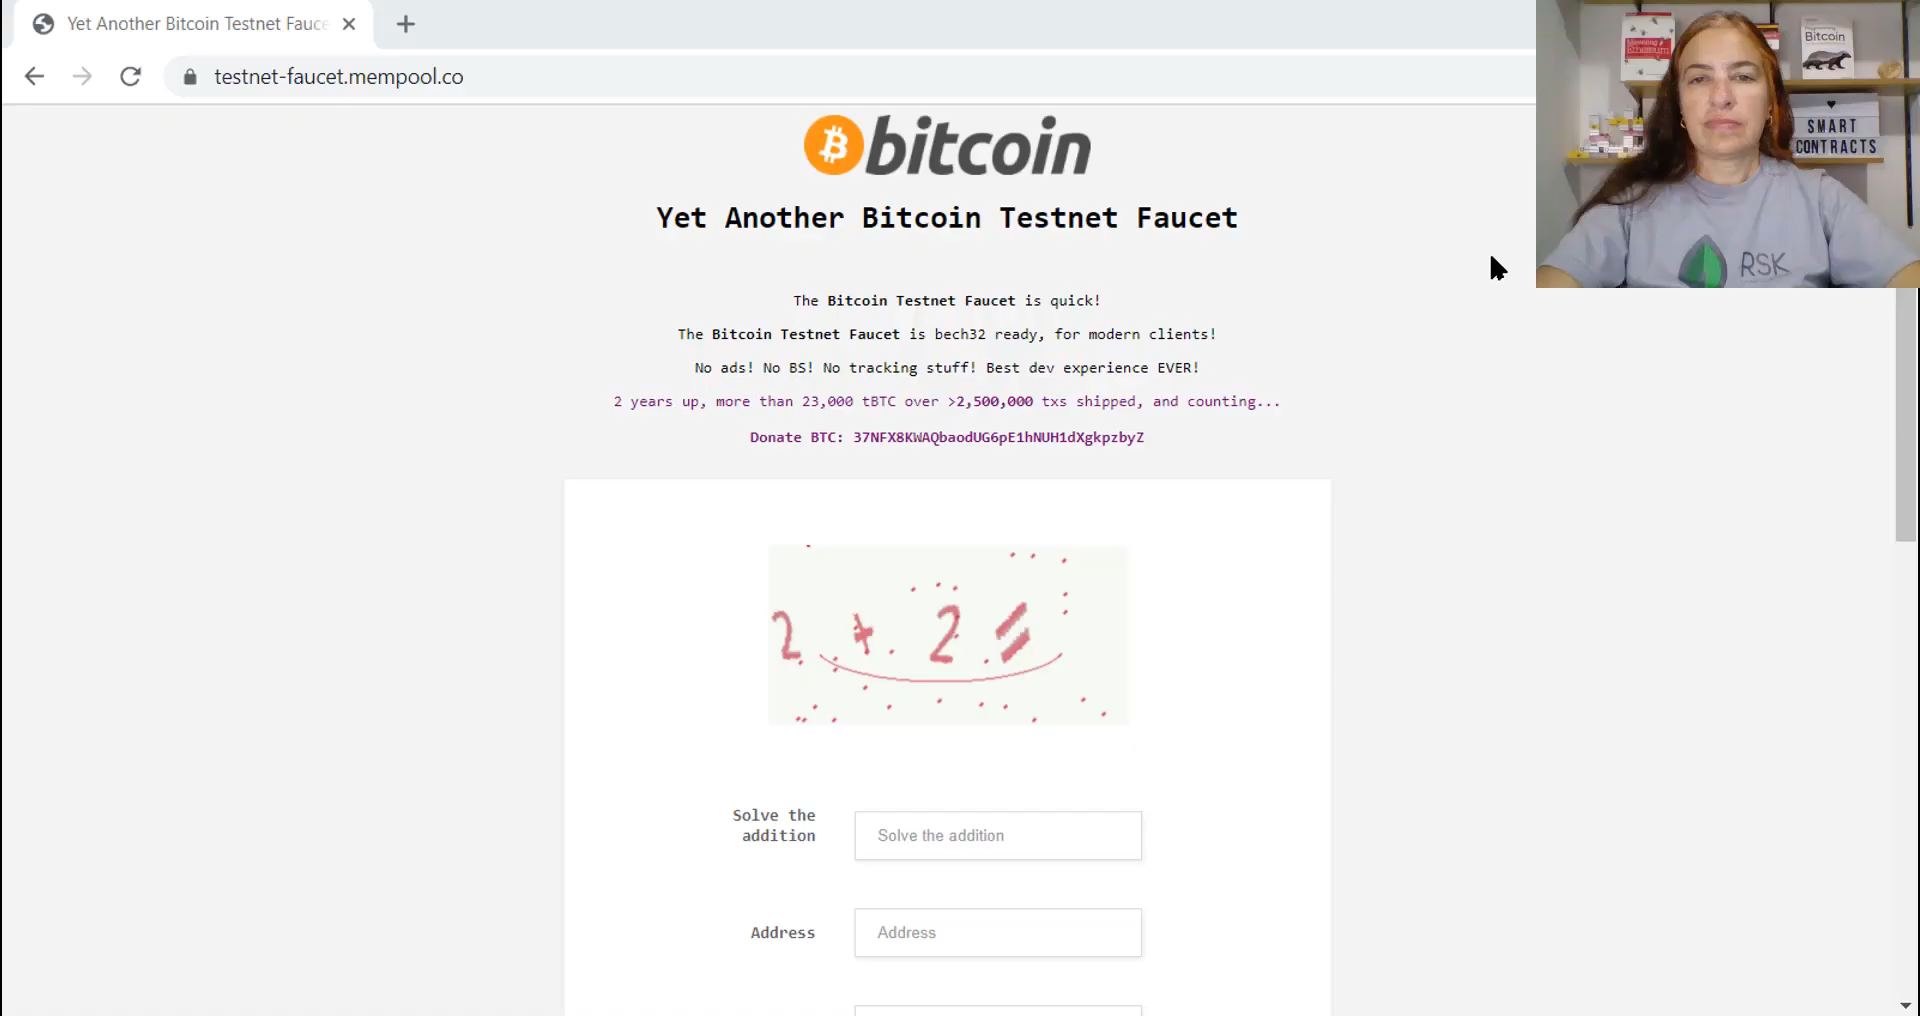 Yet Another Bitcoin Testnet Fauc
testnet-faucet.mempool.co
bitcoin
Yet Another Bitcoin Testnet Faucet
The Bitcoin Testnet Faucet is quick!
The Bitcoin Testnet Faucet is bech32 ready, for modern clients!
No ads! No BS! No tracking stuff! Best dev experience EVER!
2 years up, more than 23,000 tBTC over >2,500,000 txs shipped, and counting...
Donate BTC: 37NFX8KWAQbaodUG6pE1hNUH1dXgkpzbyZ
2 + 2 =
Solve the
addition
Solve the addition
Address
Address
Mastering
Ethereum
Bitcoin
SMART
CONTRACTS
RSK